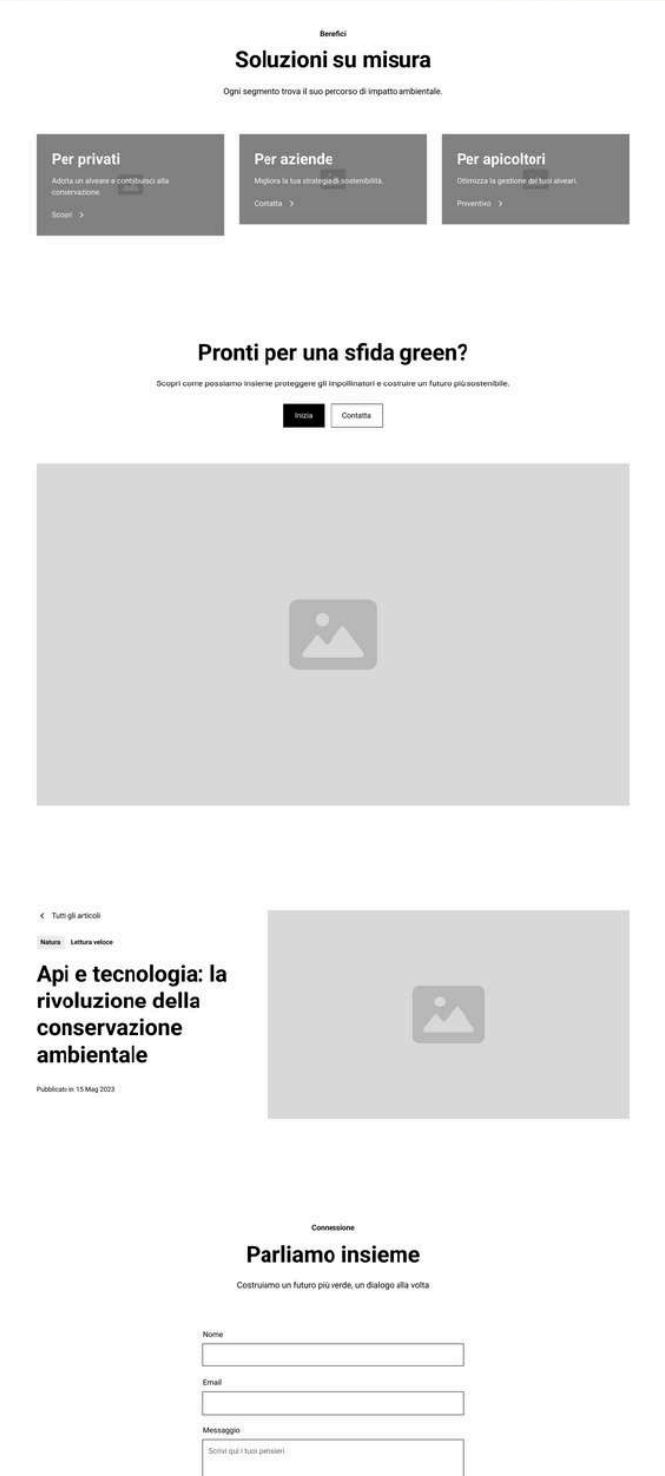 Benefici
Soluzioni su misura
Ogni segmento trova il suo percorso di impatto ambientale.
Per privati
Adotta un alveare e contribuisci alla
conservazione.
Scopri
Per aziende
Migliora la tua strategia di sostenibilità.
Contatta
Per apicoltori
Ottimizza la gestione dei tuoi alveari.
Preventivo
Pronti per una sfida green?
Scopri come possiamo insieme proteggere gli impollinatori e costruire un futuro più sostenibile.
Inizia
Contatta
Tutti gli articoli
Natura Lettura veloce
Api e tecnologia: la
rivoluzione della
conservazione
ambientale
Pubblicato in 15 Mag 2023
Connessione
Parliamo insieme
Costruiamo un futuro più verde, un dialogo alla volta
Nome
Email
Messaggio
Scrivi qui i tuoi pensieri